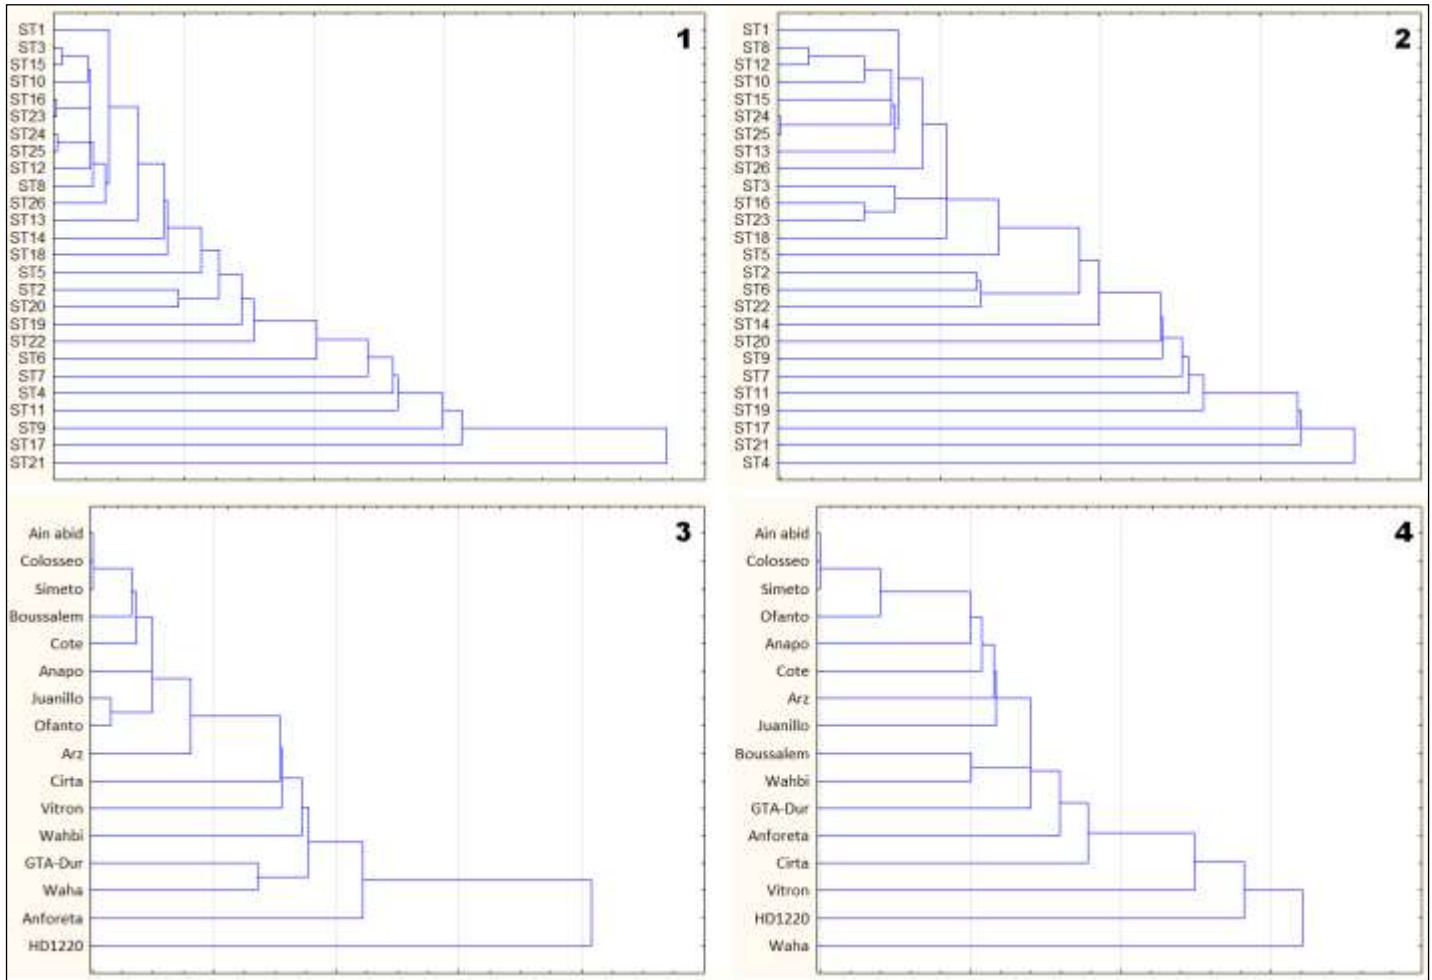 1
ST1
ST3
ST15
ST10
ST16
ST23
ST24
ST25
ST12
ST8
ST26
ST13
ST14
ST18
ST5
ST2
ST20
ST19
ST22
ST6
ST7
ST4
ST11
ST9
ST17
ST21
2
ST1
ST8
ST12
ST10
ST15
ST24
ST25
ST13
ST26
ST3
ST16
ST23
ST18
ST5
ST2
ST6
ST22
ST14
ST20
ST9
ST7
ST11
ST19
ST17
ST21
ST4
3
Ain abid
Colosseo
Simeto
Boussalem
Cote
Anapo
Juanillo
Ofanto
Arz
Cirta
Vitron
Wahbi
GTA-Dur
Waha
Anforeta
HD1220
4
Ain abid
Colosseo
Simeto
Ofanto
Anapo
Cote
Arz
Juanillo
Boussalem
Wahbi
GTA-Dur
Anforeta
Cirta
Vitron
HD1220
Waha